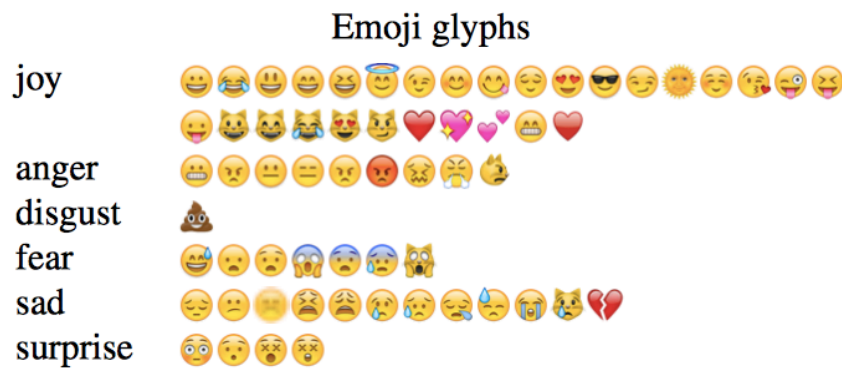 Emoji glyphs
joy
anger
disgust
fear
sad
surprise